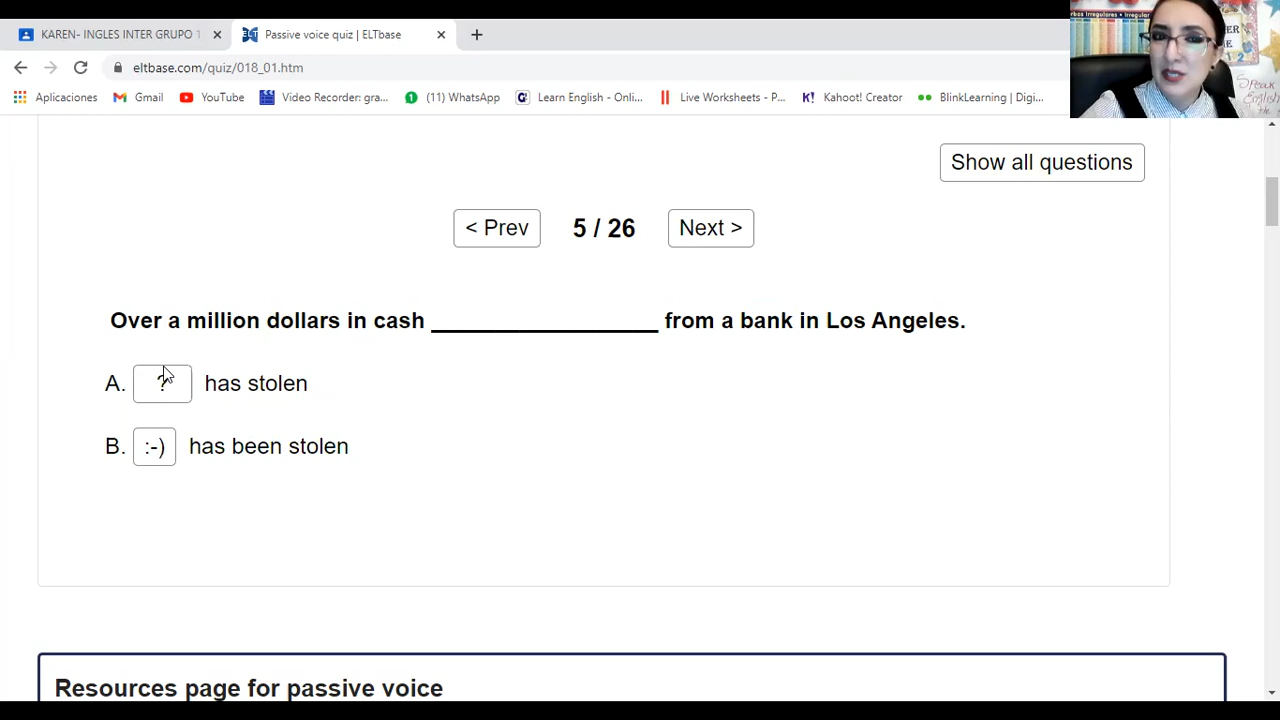 KAREN- INGLES INTER GRUPO 1
Passive voice quiz | ELTbase
eltbase.com/quiz/018_01.htm
Aplicaciones
Gmail
YouTube
Video Recorder: gra...
(11) WhatsApp
Learn English - Onli...
Live Worksheets - P...
K! Kahoot! Creator
BlinkLearning | Digi...
Show all questions
< Prev 5 / 26 Next >
Over a million dollars in cash ___________________ from a bank in Los Angeles.
A. ? has stolen
B. :-) has been stolen
Resources page for passive voice